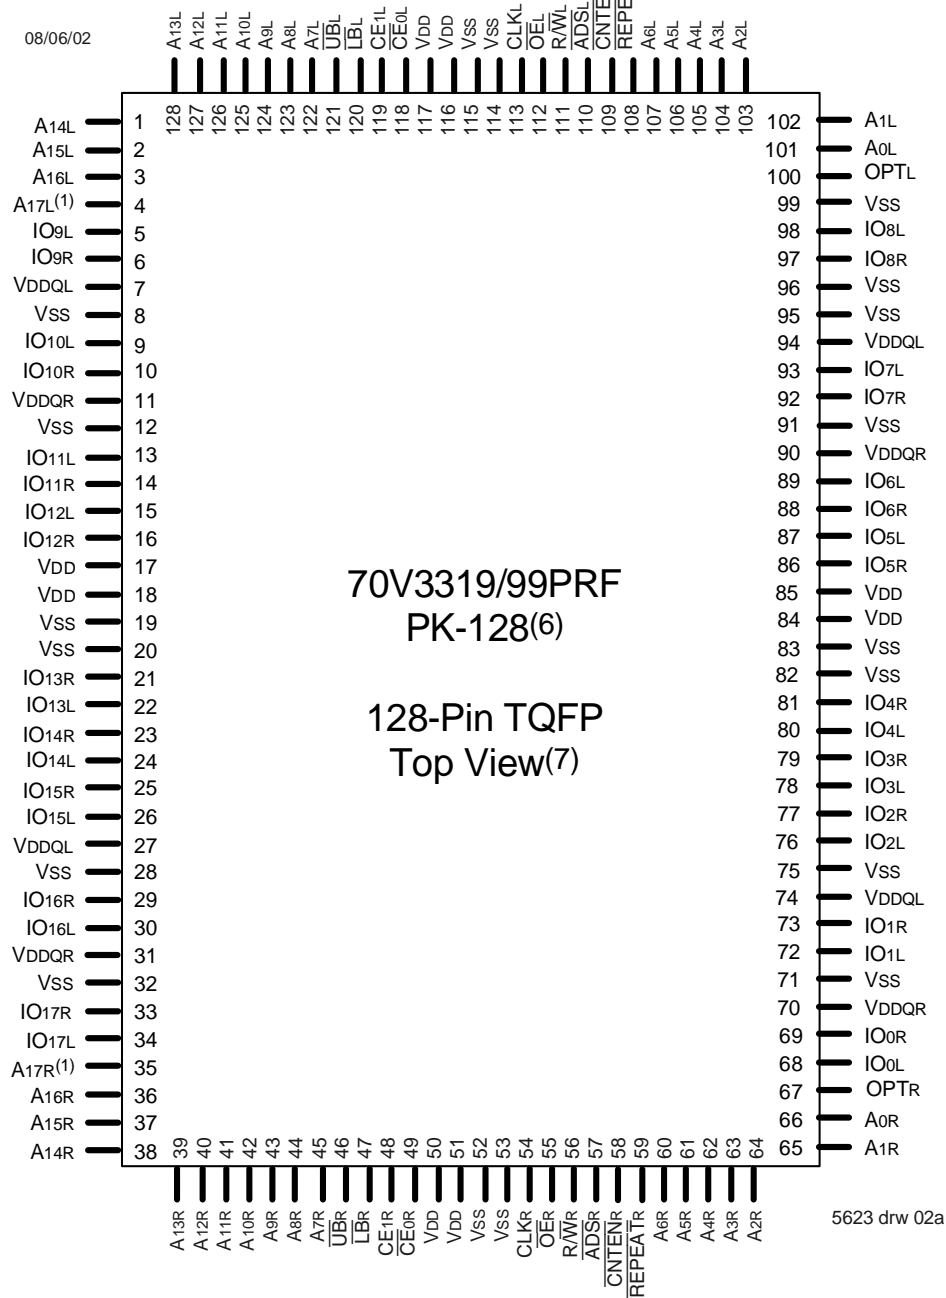 08/06/02
A13L
A12L
A11L
A10L
A9L
A8L
A7L
UBL
LBL
CE1L
CE0L
VDD
VDD
VSS
VSS
CLKL
OEL
R/WL
ADSL
CNTE
REPE
A6L
A5L
A4L
A3L
A2L
128
127
126
125
124
123
122
121
120
119
118
117
116
115
114
113
112
111
110
109
108
107
106
105
104
103
A14L 1
A15L 2
A16L 3
A17L(1) 4
IO9L 5
IO9R 6
VDDQL 7
VSS 8
IO10L 9
IO10R 10
VDDQR 11
VSS 12
IO11L 13
IO11R 14
IO12L 15
IO12R 16
VDD 17
VDD 18
VSS 19
VSS 20
IO13R 21
IO13L 22
IO14R 23
IO14L 24
IO15R 25
IO15L 26
VDDQL 27
VSS 28
IO16R 29
IO16L 30
VDDQR 31
VSS 32
IO17R 33
IO17L 34
A17R(1) 35
A16R 36
A15R 37
A14R 38
70V3319/99PRF
PK-128(6)
128-Pin TQFP
Top View(7)
102 A1L
101 A0L
100 OPTL
99 VSS
98 IO8L
97 IO8R
96 VSS
95 VSS
94 VDDQL
93 IO7L
92 IO7R
91 VSS
90 VDDQR
89 IO6L
88 IO6R
87 IO5L
86 IO5R
85 VDD
84 VDD
83 VSS
82 VSS
81 IO4R
80 IO4L
79 IO3R
78 IO3L
77 IO2R
76 IO2L
75 VSS
74 VDDQL
73 IO1R
72 IO1L
71 VSS
70 VDDQR
69 IO0R
68 IO0L
67 OPTR
66 A0R
65 A1R
39
40
41
42
43
44
45
46
47
48
49
50
51
52
53
54
55
56
57
58
59
60
61
62
63
64
A13R
A12R
A11R
A10R
A9R
A8R
A7R
UBR
LBR
CE1R
CE0R
VDD
VDD
VSS
VSS
CLKR
OER
R/WR
ADSR
CNTENR
REPEATR
A6R
A5R
A4R
A3R
A2R
5623 drw 02a